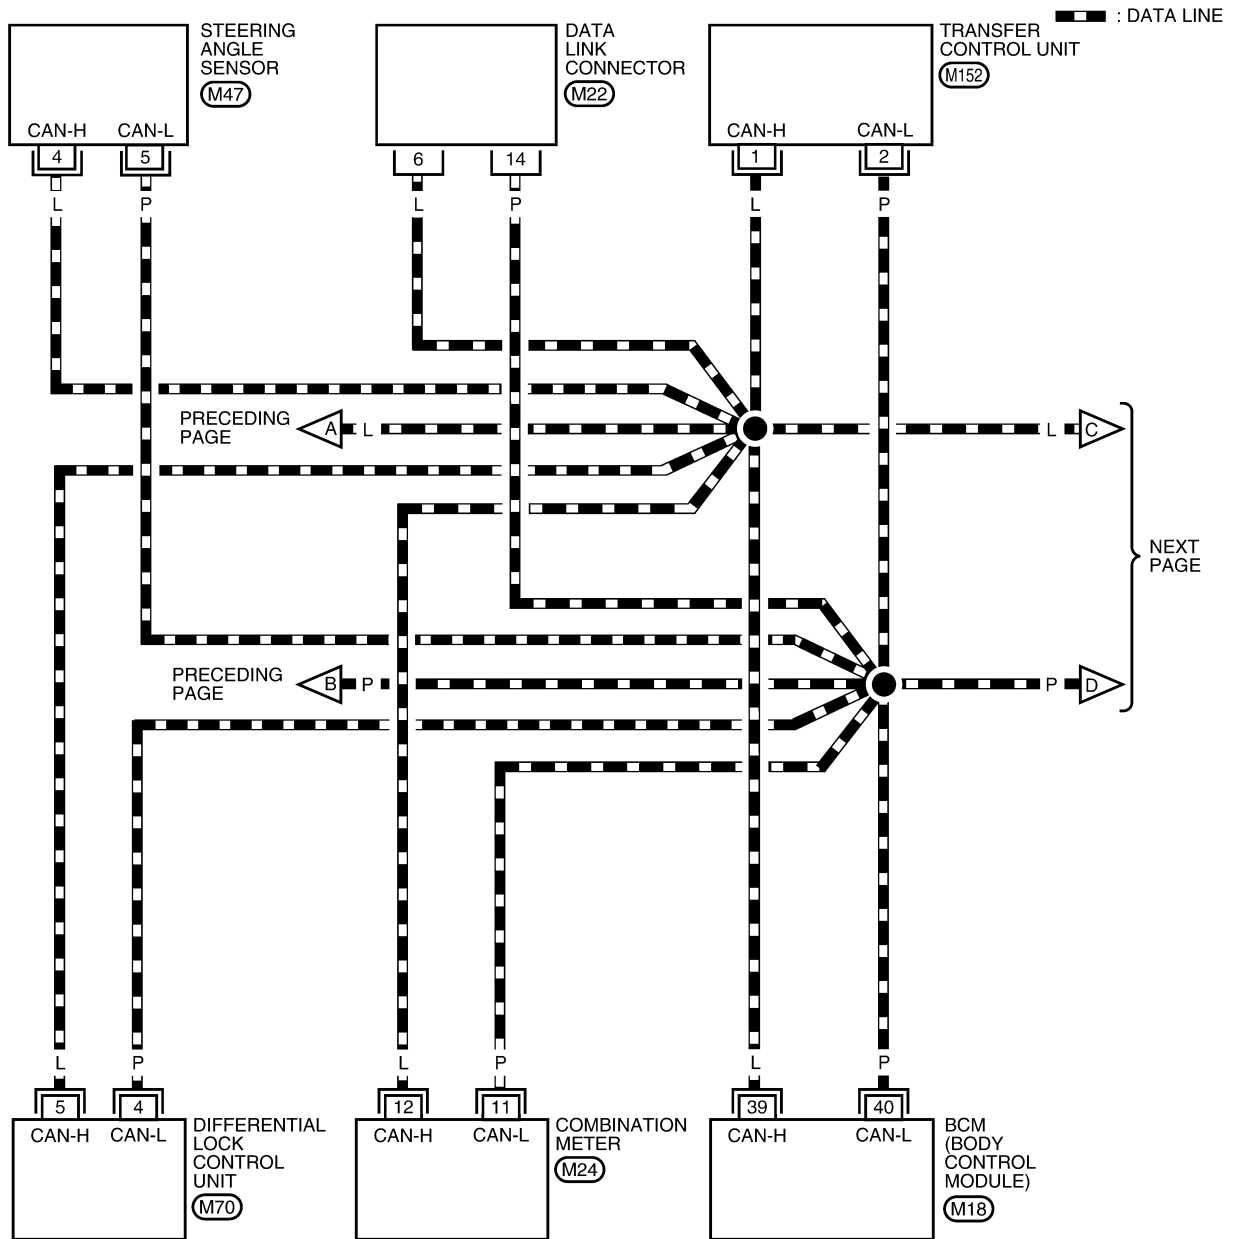 : DATA LINE
STEERING
ANGLE
SENSOR
M47
DATA
LINK
CONNECTOR
M22
TRANSFER
CONTROL UNIT
M152
CAN-H CAN-L
CAN-H CAN-L
4 5
6 14
1 2
L P
L P
L P
PRECEDING
PAGE
A L
L C
NEXT
PAGE
PRECEDING
PAGE
B P
P D
L P
L P
L P
5 4
12 11
39 40
CAN-H CAN-L
CAN-H CAN-L
CAN-H CAN-L
DIFFERENTIAL
LOCK
CONTROL
UNIT
M70
COMBINATION
METER
M24
BCM
(BODY
CONTROL
MODULE)
M18